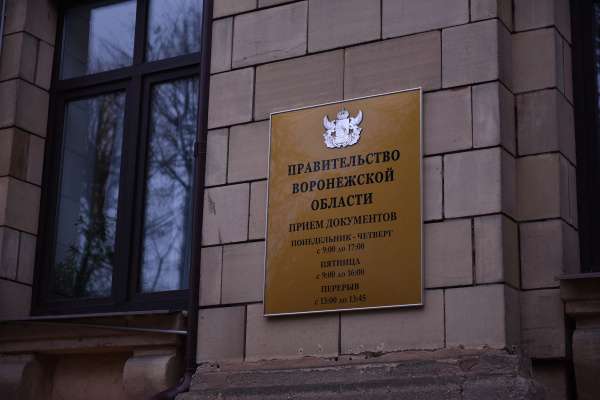 ПРАВИТЕЛЬСТВО
ВОРОНЕЖСКОЙ
ОБЛАСТИ
ПРИЕМ ДОКУМЕНТОВ
ПОНЕДЕЛЬНИК - ЧЕТВЕРГ
с 9:00 до 17:00
ПЯТНИЦА
с 9:00 до 16:00
ПЕРЕРЫВ
с 13:00 до 13:45